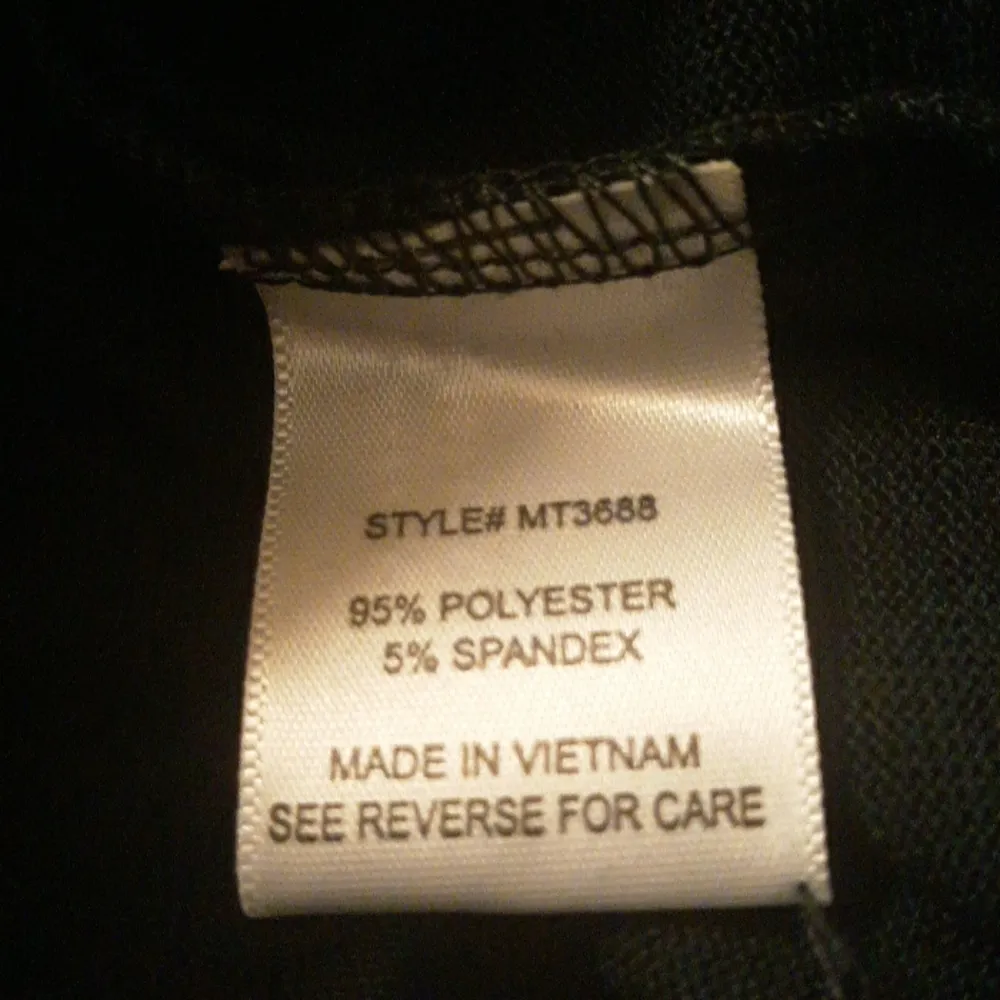 STYLE# MT3688
95% POLYESTER
5% SPANDEX
MADE IN VIETNAM
SEE REVERSE FOR CARE